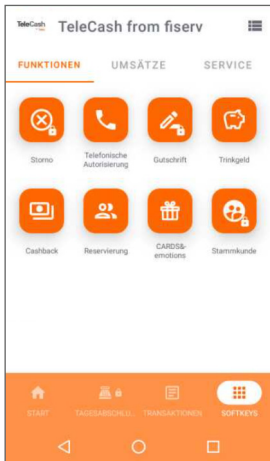 TeleCash TeleCash from fiserv
FUNKTIONEN UMSÄTZE SERVICE
Storno Telefonische Autorisierung Gutschrift Trinkgeld
Cashback Reservierung CARDS& emotions Stammkunde
START TAGESABSCHLU... TRANSAKTIONEN SOFTKEYS